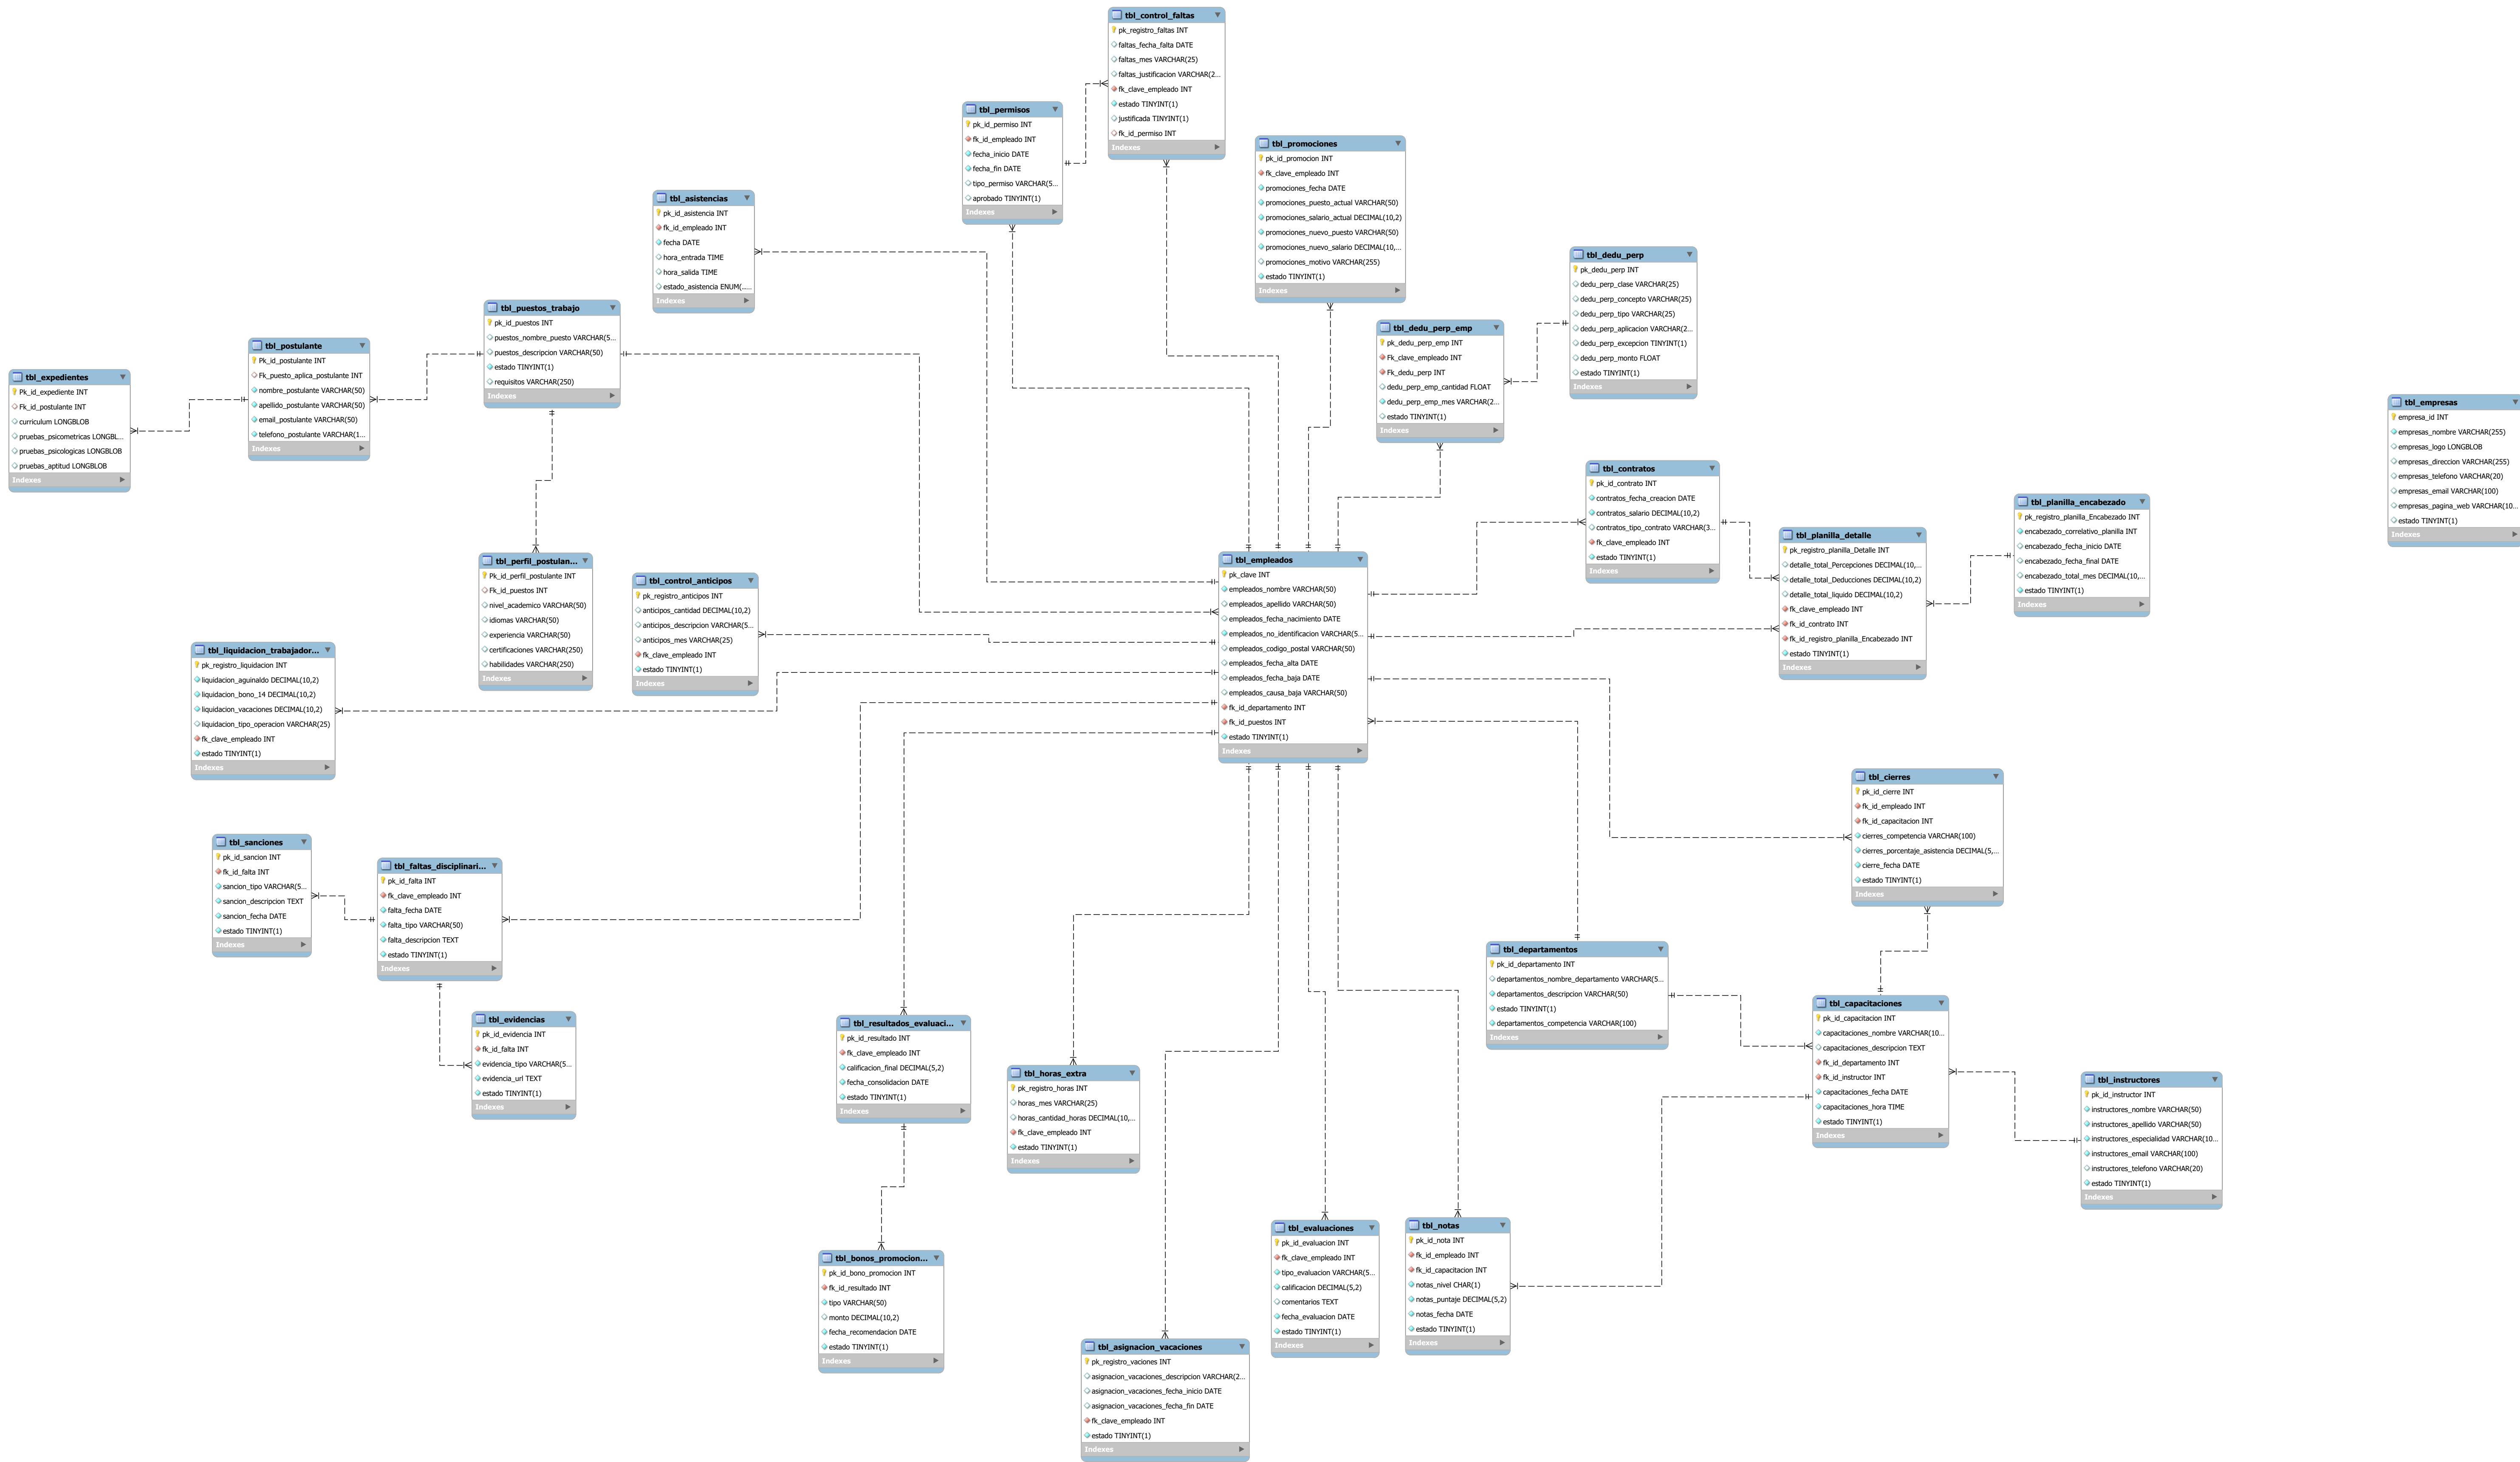 tbl_control_faltas
pk_registro_faltas INT
faltas_fecha_falta DATE
faltas_mes VARCHAR(25)
faltas_justificacion VARCHAR(2...
fk_clave_empleado INT
estado TINYINT(1)
justificada TINYINT(1)
fk_id_permiso INT
Indexes
tbl_permisos
pk_id_permiso INT
fk_id_empleado INT
fecha_inicio DATE
fecha_fin DATE
tipo_permiso VARCHAR(5...
aprobado TINYINT(1)
Indexes
tbl_promociones
pk_id_promocion INT
fk_clave_empleado INT
promociones_fecha DATE
promociones_puesto_actual VARCHAR(50)
promociones_salario_actual DECIMAL(10,2)
promociones_nuevo_puesto VARCHAR(50)
promociones_nuevo_salario DECIMAL(10,...
promociones_motivo VARCHAR(255)
estado TINYINT(1)
Indexes
tbl_asistencias
pk_id_asistencia INT
fk_id_empleado INT
fecha DATE
hora_entrada TIME
hora_salida TIME
estado_asistencia ENUM(......
Indexes
tbl_dedu_perp
pk_dedu_perp INT
dedu_perp_clase VARCHAR(25)
dedu_perp_concepto VARCHAR(25)
dedu_perp_tipo VARCHAR(25)
dedu_perp_aplicacion VARCHAR(2...
dedu_perp_excepcion TINYINT(1)
dedu_perp_monto FLOAT
estado TINYINT(1)
Indexes
tbl_puestos_trabajo
pk_id_puestos INT
puestos_nombre_puesto VARCHAR(5...
puestos_descripcion VARCHAR(50)
estado TINYINT(1)
requisitos VARCHAR(250)
Indexes
tbl_dedu_perp_emp
pk_dedu_perp_emp INT
Fk_clave_empleado INT
Fk_dedu_perp INT
dedu_perp_emp_cantidad FLOAT
dedu_perp_emp_mes VARCHAR(2...
estado TINYINT(1)
Indexes
tbl_postulante
Pk_id_postulante INT
Fk_puesto_aplica_postulante INT
nombre_postulante VARCHAR(50)
apellido_postulante VARCHAR(50)
email_postulante VARCHAR(50)
telefono_postulante VARCHAR(1...
Indexes
tbl_expedientes
Pk_id_expediente INT
Fk_id_postulante INT
curriculum LONGBLOB
pruebas_psicometricas LONGBL...
pruebas_psicologicas LONGBLOB
pruebas_aptitud LONGBLOB
Indexes
tbl_empresas
empresa_id INT
empresas_nombre VARCHAR(255)
empresas_logo LONGBLOB
empresas_direccion VARCHAR(255)
empresas_telefono VARCHAR(20)
empresas_email VARCHAR(100)
empresas_pagina_web VARCHAR(10...
estado TINYINT(1)
Indexes
tbl_contratos
pk_id_contrato INT
contratos_fecha_creacion DATE
contratos_salario DECIMAL(10,2)
contratos_tipo_contrato VARCHAR(3...
fk_clave_empleado INT
estado TINYINT(1)
Indexes
tbl_planilla_encabezado
pk_registro_planilla_Encabezado INT
encabezado_correlativo_planilla INT
encabezado_fecha_inicio DATE
encabezado_fecha_final DATE
encabezado_total_mes DECIMAL(10,...
estado TINYINT(1)
Indexes
tbl_planilla_detalle
pk_registro_planilla_Detalle INT
detalle_total_Percepciones DECIMAL(10,...
detalle_total_Deducciones DECIMAL(10,2)
detalle_total_liquido DECIMAL(10,2)
fk_clave_empleado INT
fk_id_contrato INT
fk_id_registro_planilla_Encabezado INT
estado TINYINT(1)
Indexes
tbl_perfil_postulan...
Pk_id_perfil_postulante INT
Fk_id_puestos INT
nivel_academico VARCHAR(50)
idiomas VARCHAR(50)
experiencia VARCHAR(50)
certificaciones VARCHAR(250)
habilidades VARCHAR(250)
Indexes
tbl_control_anticipos
pk_registro_anticipos INT
anticipos_cantidad DECIMAL(10,2)
anticipos_descripcion VARCHAR(5...
anticipos_mes VARCHAR(25)
fk_clave_empleado INT
estado TINYINT(1)
Indexes
tbl_empleados
pk_clave INT
empleados_nombre VARCHAR(50)
empleados_apellido VARCHAR(50)
empleados_fecha_nacimiento DATE
empleados_no_identificacion VARCHAR(5...
empleados_codigo_postal VARCHAR(50)
empleados_fecha_alta DATE
empleados_fecha_baja DATE
empleados_causa_baja VARCHAR(50)
fk_id_departamento INT
fk_id_puestos INT
estado TINYINT(1)
Indexes
tbl_liquidacion_trabajador...
pk_registro_liquidacion INT
liquidacion_aguinaldo DECIMAL(10,2)
liquidacion_bono_14 DECIMAL(10,2)
liquidacion_vacaciones DECIMAL(10,2)
liquidacion_tipo_operacion VARCHAR(25)
fk_clave_empleado INT
estado TINYINT(1)
Indexes
tbl_cierres
pk_id_cierre INT
fk_id_empleado INT
fk_id_capacitacion INT
cierres_competencia VARCHAR(100)
cierres_porcentaje_asistencia DECIMAL(5,...
cierre_fecha DATE
estado TINYINT(1)
Indexes
tbl_sanciones
pk_id_sancion INT
fk_id_falta INT
sancion_tipo VARCHAR(5...
sancion_descripcion TEXT
sancion_fecha DATE
estado TINYINT(1)
Indexes
tbl_faltas_disciplinari...
pk_id_falta INT
fk_clave_empleado INT
falta_fecha DATE
falta_tipo VARCHAR(50)
falta_descripcion TEXT
estado TINYINT(1)
Indexes
tbl_departamentos
pk_id_departamento INT
departamentos_nombre_departamento VARCHAR(5...
departamentos_descripcion VARCHAR(50)
estado TINYINT(1)
departamentos_competencia VARCHAR(100)
Indexes
tbl_capacitaciones
pk_id_capacitacion INT
capacitaciones_nombre VARCHAR(10...
capacitaciones_descripcion TEXT
fk_id_departamento INT
fk_id_instructor INT
capacitaciones_fecha DATE
capacitaciones_hora TIME
estado TINYINT(1)
Indexes
tbl_evidencias
pk_id_evidencia INT
fk_id_falta INT
evidencia_tipo VARCHAR(5...
evidencia_url TEXT
estado TINYINT(1)
Indexes
tbl_resultados_evaluaci...
pk_id_resultado INT
fk_clave_empleado INT
calificacion_final DECIMAL(5,2)
fecha_consolidacion DATE
estado TINYINT(1)
Indexes
tbl_horas_extra
pk_registro_horas INT
horas_mes VARCHAR(25)
horas_cantidad_horas DECIMAL(10,...
fk_clave_empleado INT
estado TINYINT(1)
Indexes
tbl_instructores
pk_id_instructor INT
instructores_nombre VARCHAR(50)
instructores_apellido VARCHAR(50)
instructores_especialidad VARCHAR(10...
instructores_email VARCHAR(100)
instructores_telefono VARCHAR(20)
estado TINYINT(1)
Indexes
tbl_evaluaciones
pk_id_evaluacion INT
fk_clave_empleado INT
tipo_evaluacion VARCHAR(5...
calificacion DECIMAL(5,2)
comentarios TEXT
fecha_evaluacion DATE
estado TINYINT(1)
Indexes
tbl_notas
pk_id_nota INT
fk_id_empleado INT
fk_id_capacitacion INT
notas_nivel CHAR(1)
notas_puntaje DECIMAL(5,2)
notas_fecha DATE
estado TINYINT(1)
Indexes
tbl_bonos_promocion...
pk_id_bono_promocion INT
fk_id_resultado INT
tipo VARCHAR(50)
monto DECIMAL(10,2)
fecha_recomendacion DATE
estado TINYINT(1)
Indexes
tbl_asignacion_vacaciones
pk_registro_vaciones INT
asignacion_vacaciones_descripcion VARCHAR(2...
asignacion_vacaciones_fecha_inicio DATE
asignacion_vacaciones_fecha_fin DATE
fk_clave_empleado INT
estado TINYINT(1)
Indexes